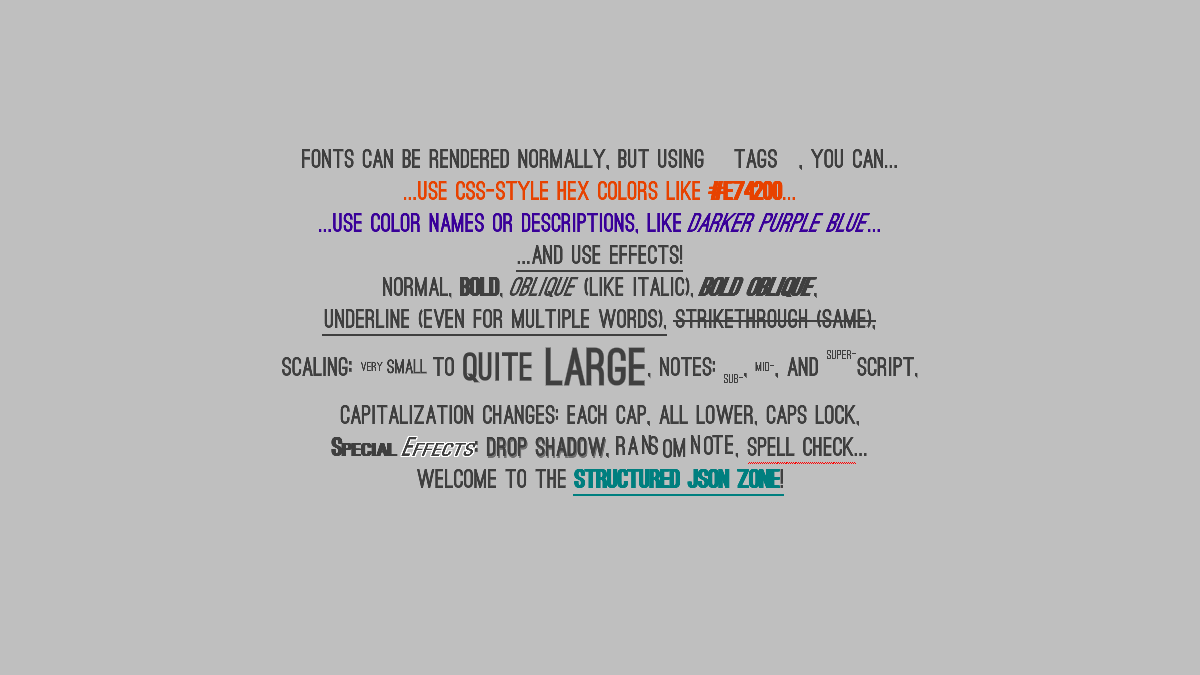 FONTS CAN BE RENDERED NORMALLY, BUT USING TAGS , YOU CAN...
...USE CSS-STYLE HEX COLORS LIKE #FE74200...
...USE COLOR NAMES OR DESCRIPTIONS, LIKE DARKER PURPLE BLUE...
...AND USE EFFECTS!
NORMAL, BOLD, OBLIQUE (LIKE ITALIC), BOLD OBLIQUE,
UNDERLINE (EVEN FOR MULTIPLE WORDS), STRIKETHROUGH (SAME),
SCALING: VERY SMALL TO QUITE LARGE, NOTES: SUB-, MID-, AND SUPER-SCRIPT,
CAPITALIZATION CHANGES: EACH CAP, ALL LOWER, CAPS LOCK,
SPECIAL EFFECTS: DROP SHADOW, RANSOM NOTE, SPELL CHECK...
WELCOME TO THE STRUCTURED JSON ZONE!